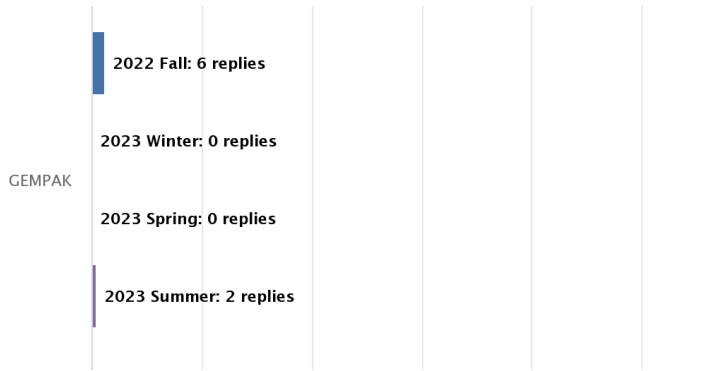 2022 Fall: 6 replies
2023 Winter: 0 replies
GEMPAK
2023 Spring: 0 replies
2023 Summer: 2 replies